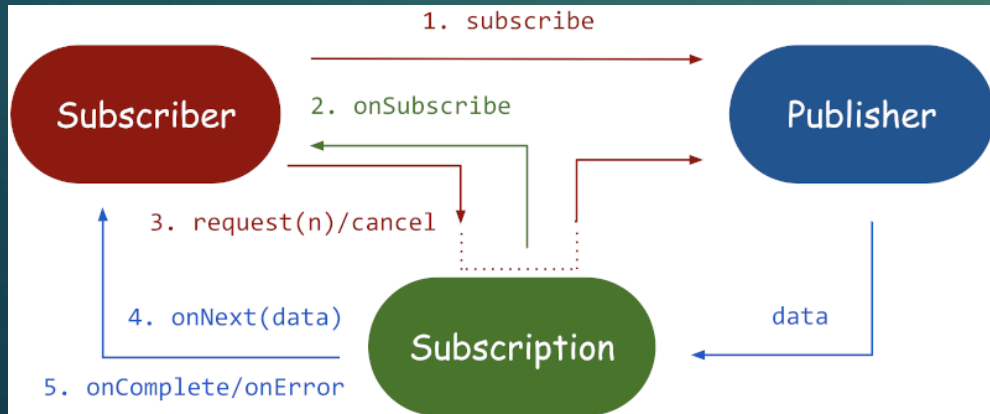 1. subscribe
Subscriber
2. onSubscribe
Publisher
3. request(n)/cancel
4. onNext(data)
data
Subscription
5. onComplete/onError